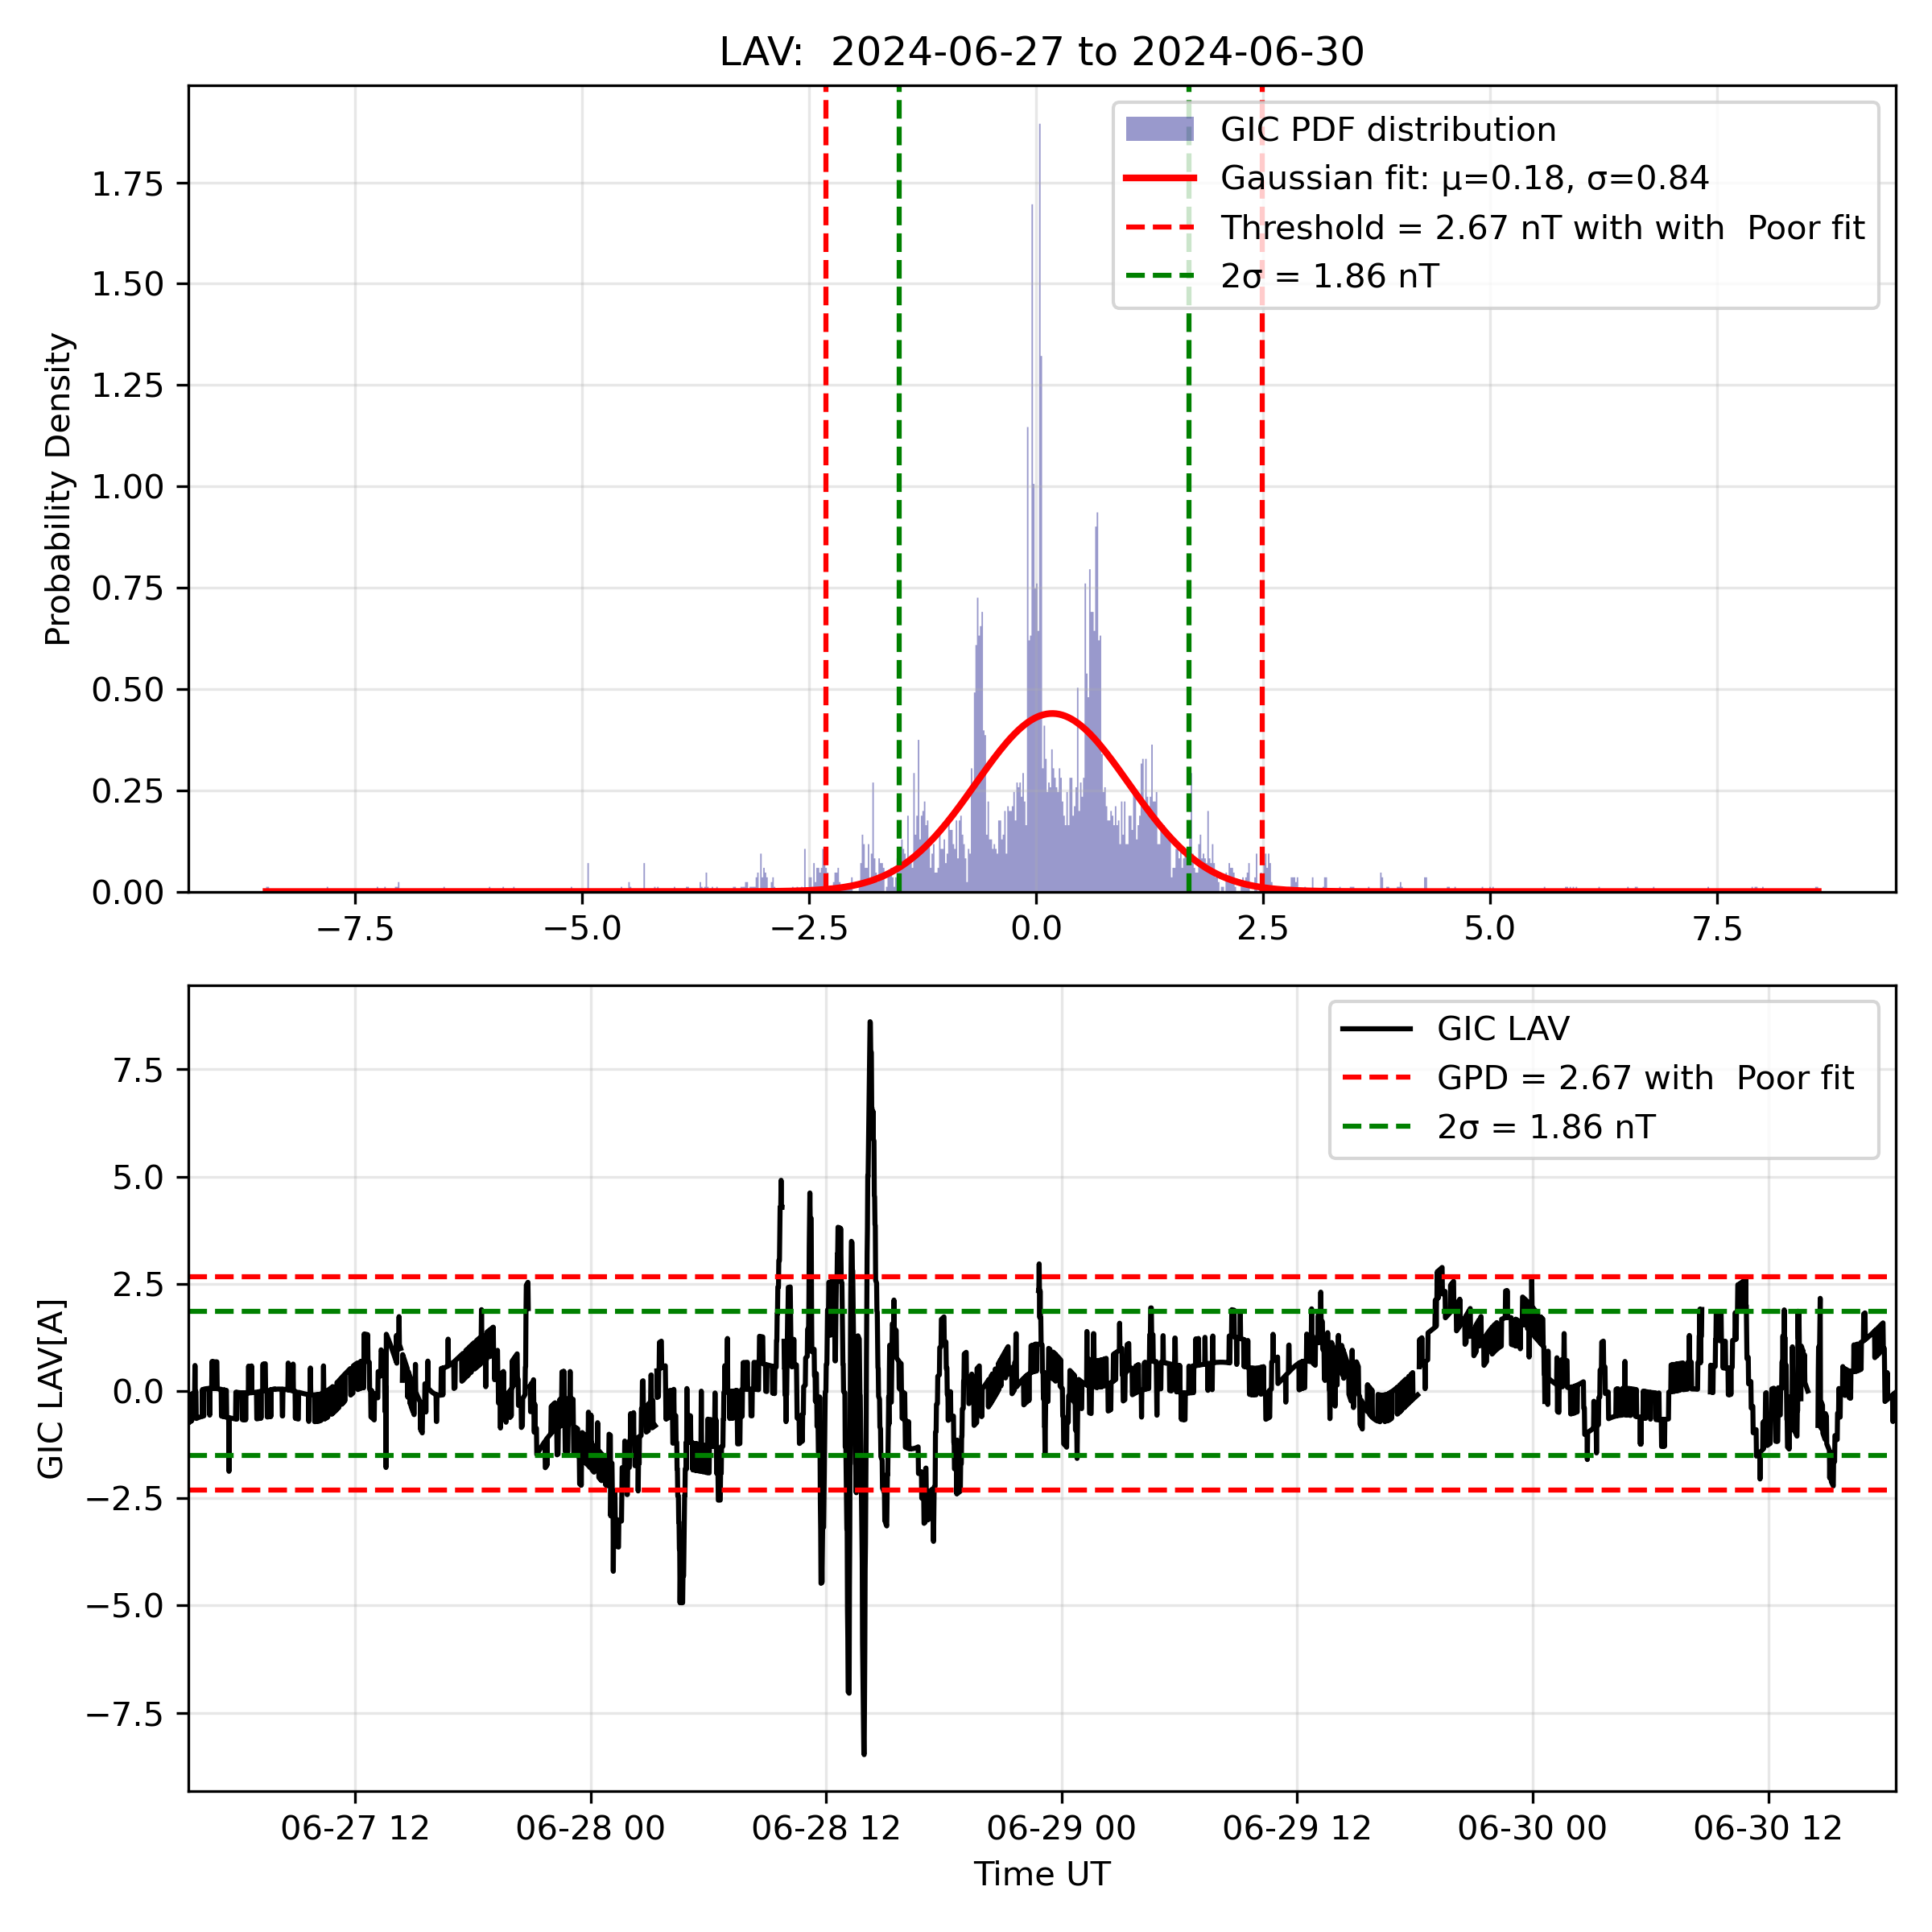 LAV:  2024-06-27 to 2024-06-30
GIC PDF distribution
Gaussian fit: μ=0.18, σ=0.84
Threshold = 2.67 nT with with  Poor fit
2σ = 1.86 nT
Probability Density
1.75
1.50
1.25
1.00
0.75
0.50
0.25
0.00
−7.5
−5.0
−2.5
0.0
2.5
5.0
7.5
GIC LAV
GPD = 2.67 with  Poor fit
2σ = 1.86 nT
GIC LAV[A]
7.5
5.0
2.5
0.0
−2.5
−5.0
−7.5
06-27 12
06-28 00
06-28 12
06-29 00
06-29 12
06-30 00
06-30 12
Time UT